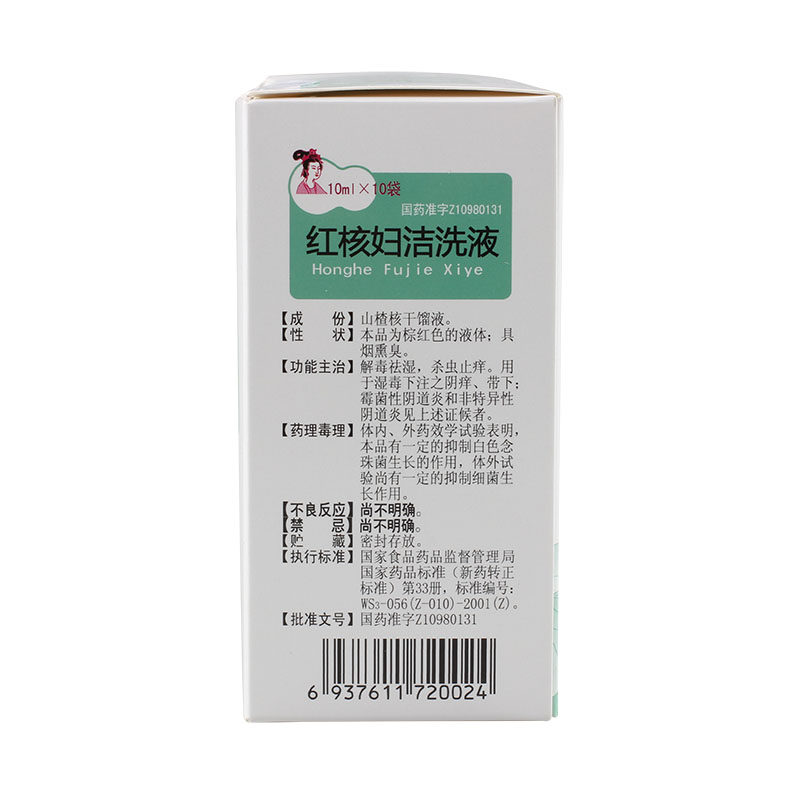 10ml×10袋
国药准字Z10980131
红核妇洁洗液
Honghe Fujie Xiye
【成份】山楂核干馏液。
【性状】本品为棕红色的液体；具
烟熏臭。
【功能主治】解毒祛湿，杀虫止痒。用
于湿毒下注之阴痒、带下；
霉菌性阴道炎和非特异性
阴道炎见上述证候者。
【药理毒理】体内、外药效学试验表明，
本品有一定的抑制白色念
珠菌生长的作用，体外试
验尚有一定的抑制细菌生
长作用。
【不良反应】尚不明确。
【禁忌】尚不明确。
【贮藏】密封存放。
【执行标准】国家食品药品监督管理局
国家药品标准（新药转正
标准）第33册，标准编号：
WS₃-056(Z-010)-2001(Z)。
【批准文号】国药准字Z10980131
6 937611 720024